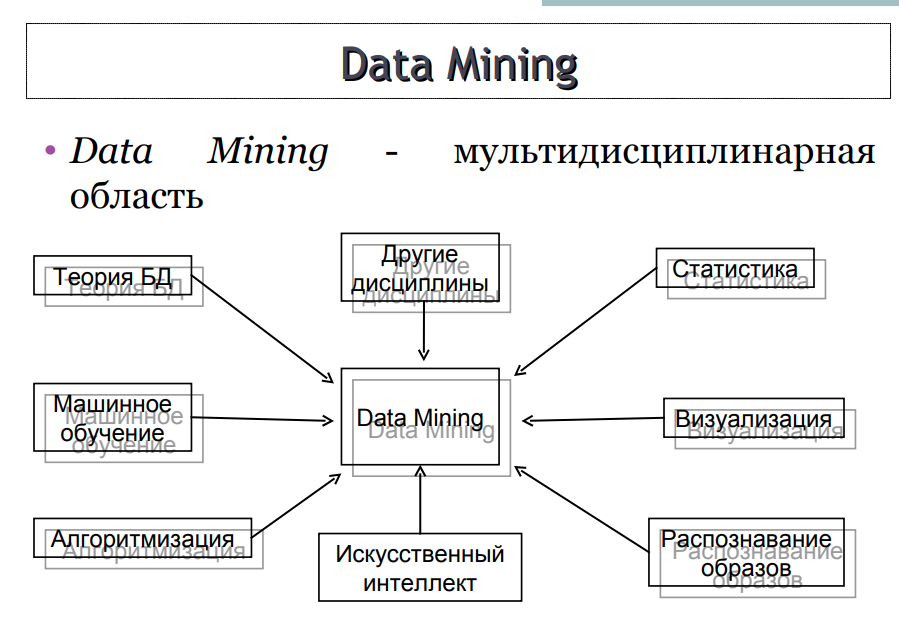 Data Mining
• Data Mining - мультидисциплинарная
область
Другие
дисциплины
Теория БД
Статистика
Машинное
обучение
Data Mining
Визуализация
Алгоритмизация
Искусственный
интеллект
Распознавание
образов